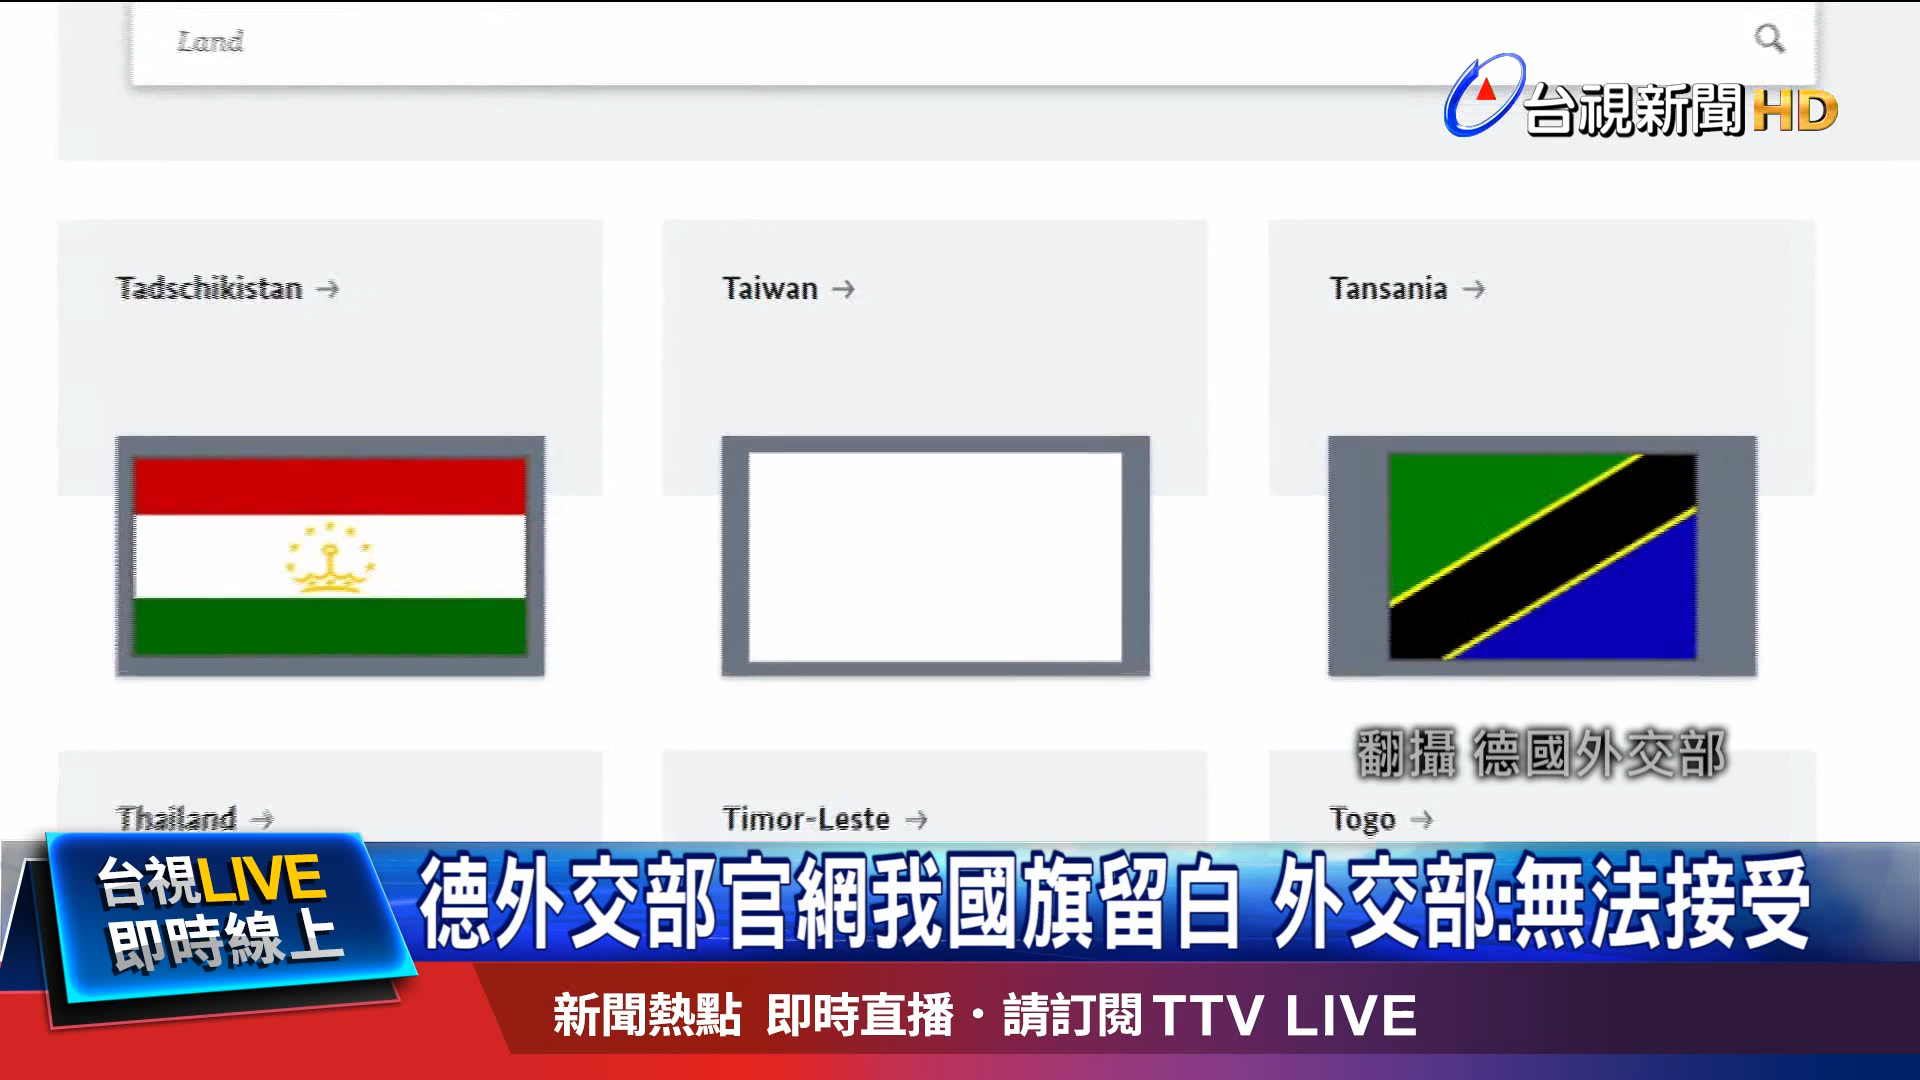 Land
台視新聞HD
Tadschikistan →
Taiwan →
Tansania →
翻攝 德國外交部
Thailand →
Timor-Leste →
Togo →
台視LIVE
即時線上
德外交部官網我國旗留白 外交部:無法接受
新聞熱點 即時直播・請訂閱TTV LIVE